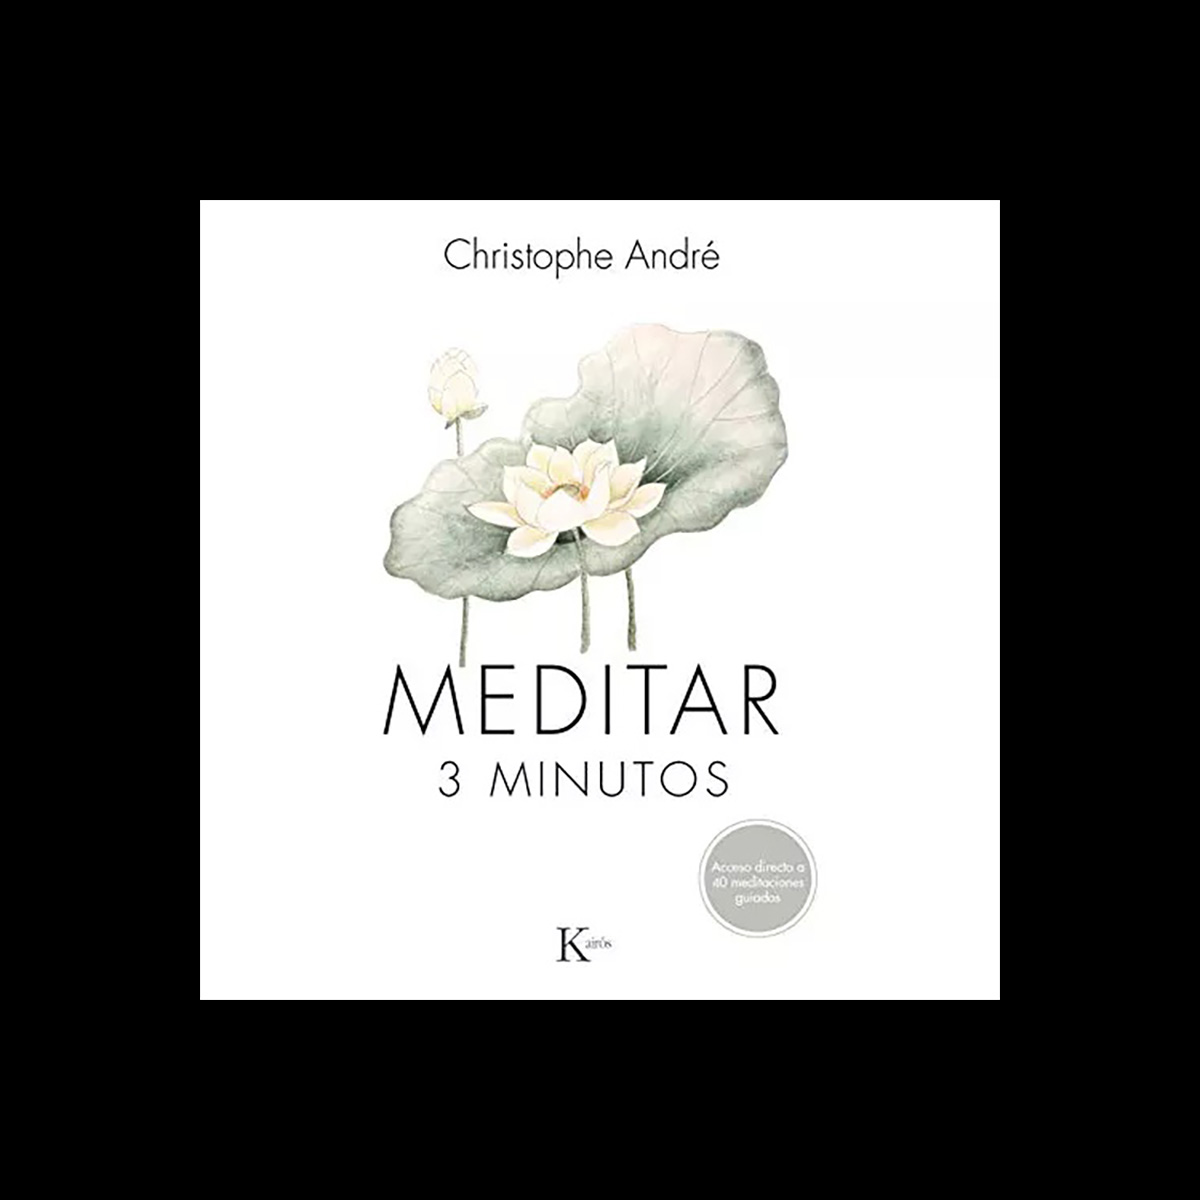 Christophe André
MEDITAR
3 MINUTOS
Acceso directo a
40 meditaciones
guiadas
Kairós